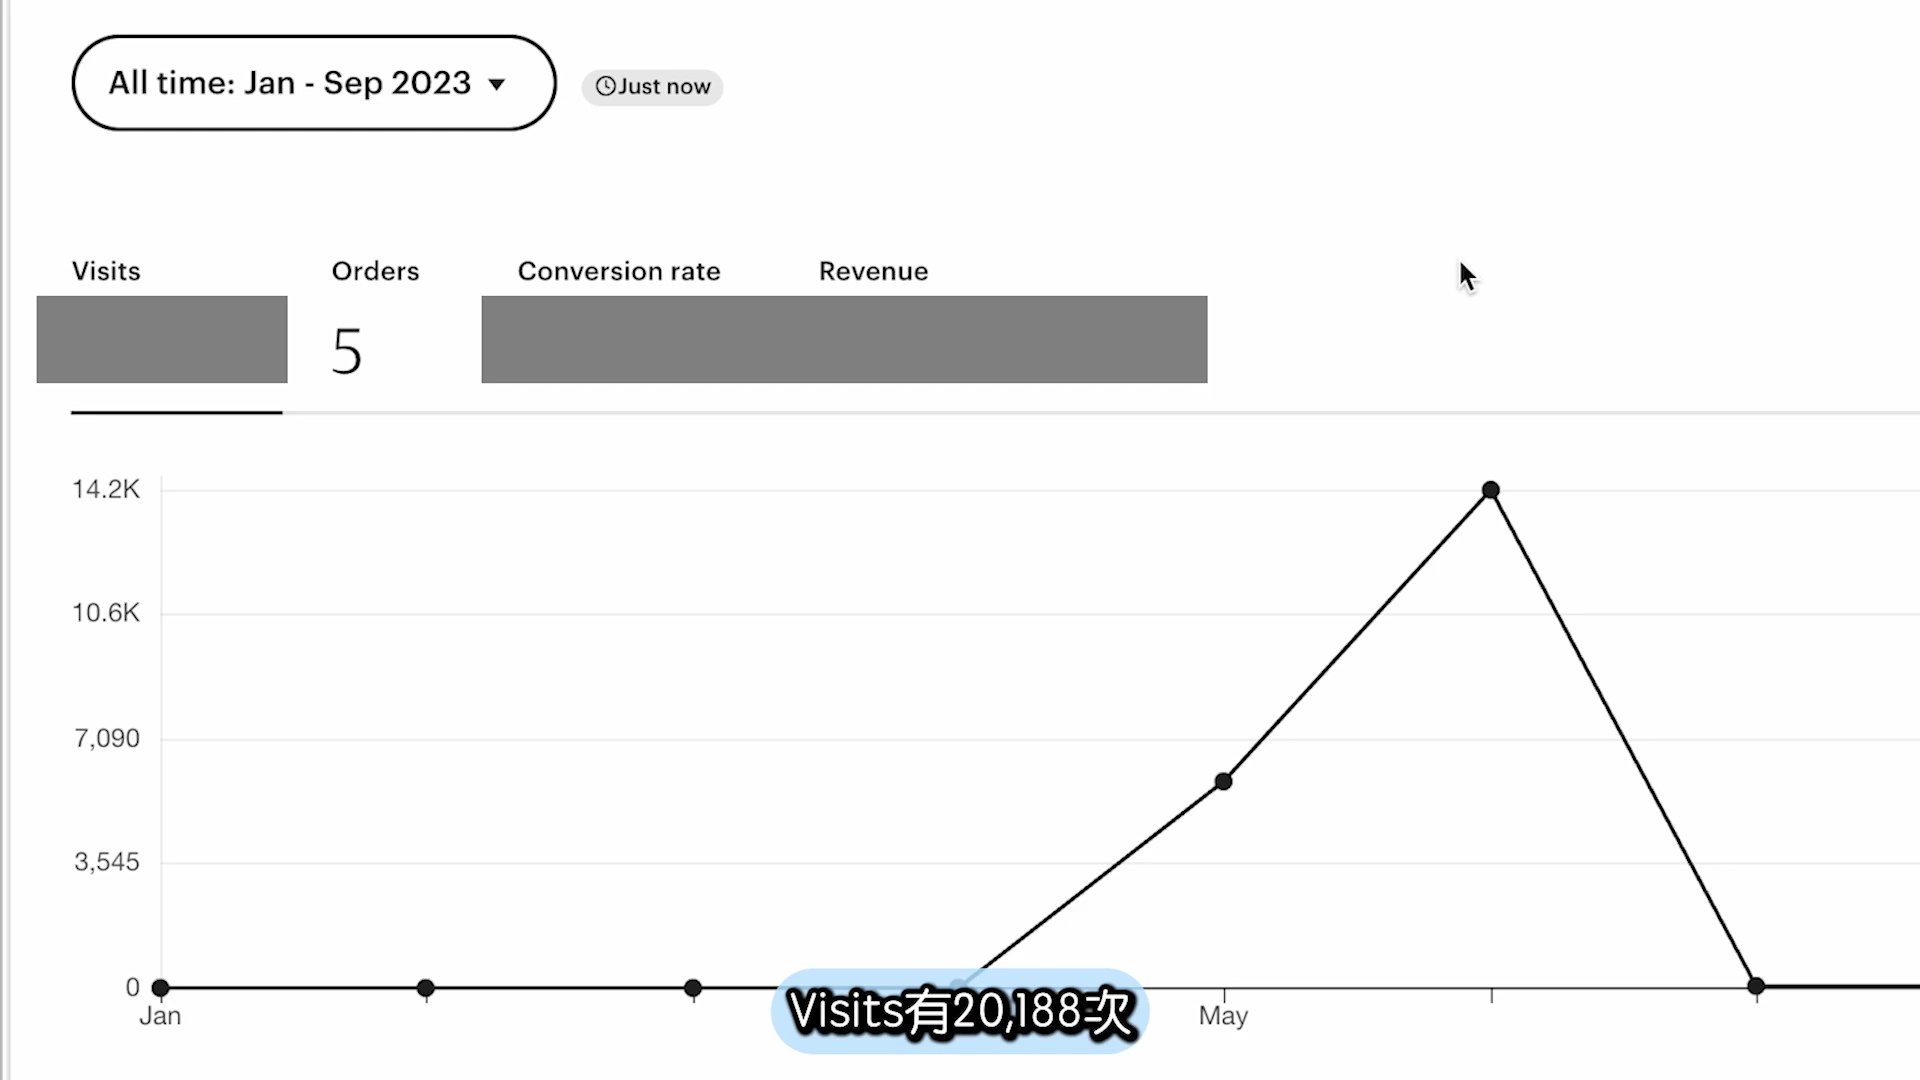 All time: Jan - Sep 2023
Just now
Visits
Orders
Conversion rate
Revenue
5
14.2K
10.6K
7,090
3,545
0
Jan
May
Visits有20,188次